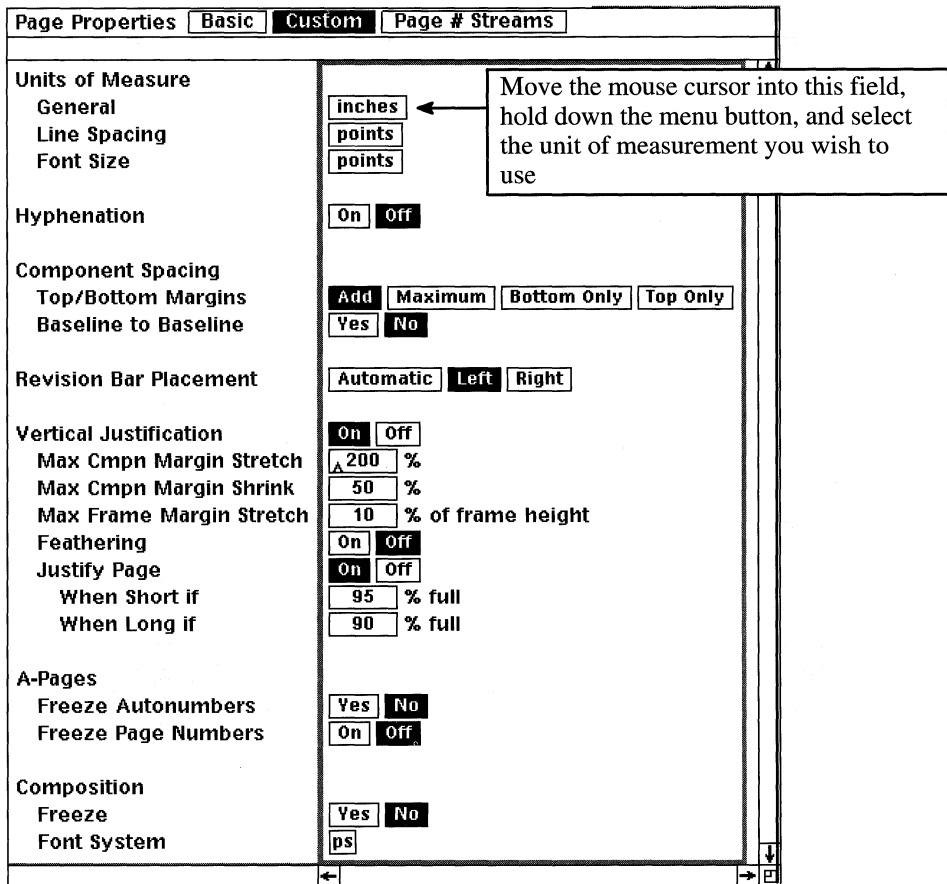 Page Properties Basic Custom Page # Streams
Units of Measure
General inches
Line Spacing points
Font Size points
Move the mouse cursor into this field,
hold down the menu button, and select
the unit of measurement you wish to
use
Hyphenation On Off
Component Spacing
Top/Bottom Margins Add Maximum Bottom Only Top Only
Baseline to Baseline Yes No
Revision Bar Placement Automatic Left Right
Vertical Justification On Off
Max Cmpn Margin Stretch 200 %
Max Cmpn Margin Shrink 50 %
Max Frame Margin Stretch 10 % of frame height
Feathering On Off
Justify Page On Off
When Short if 95 % full
When Long if 90 % full
A-Pages
Freeze Autonumbers Yes No
Freeze Page Numbers On Off
Composition
Freeze Yes No
Font System ps